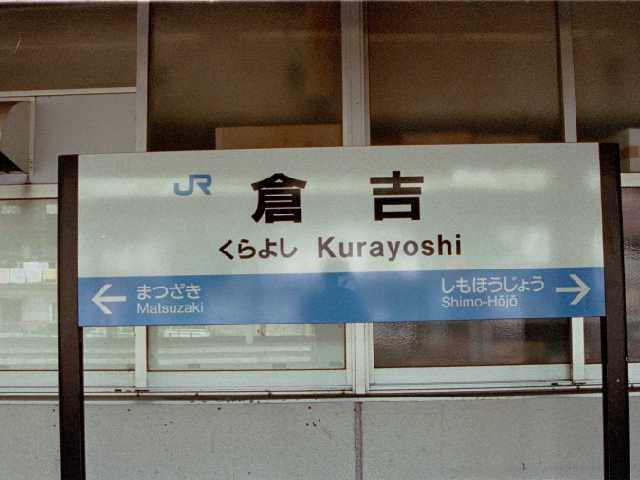 JR 倉吉
くらよし Kurayoshi
← まつざき
Matsuzaki
しもほうじょう →
Shimo-Hōjō